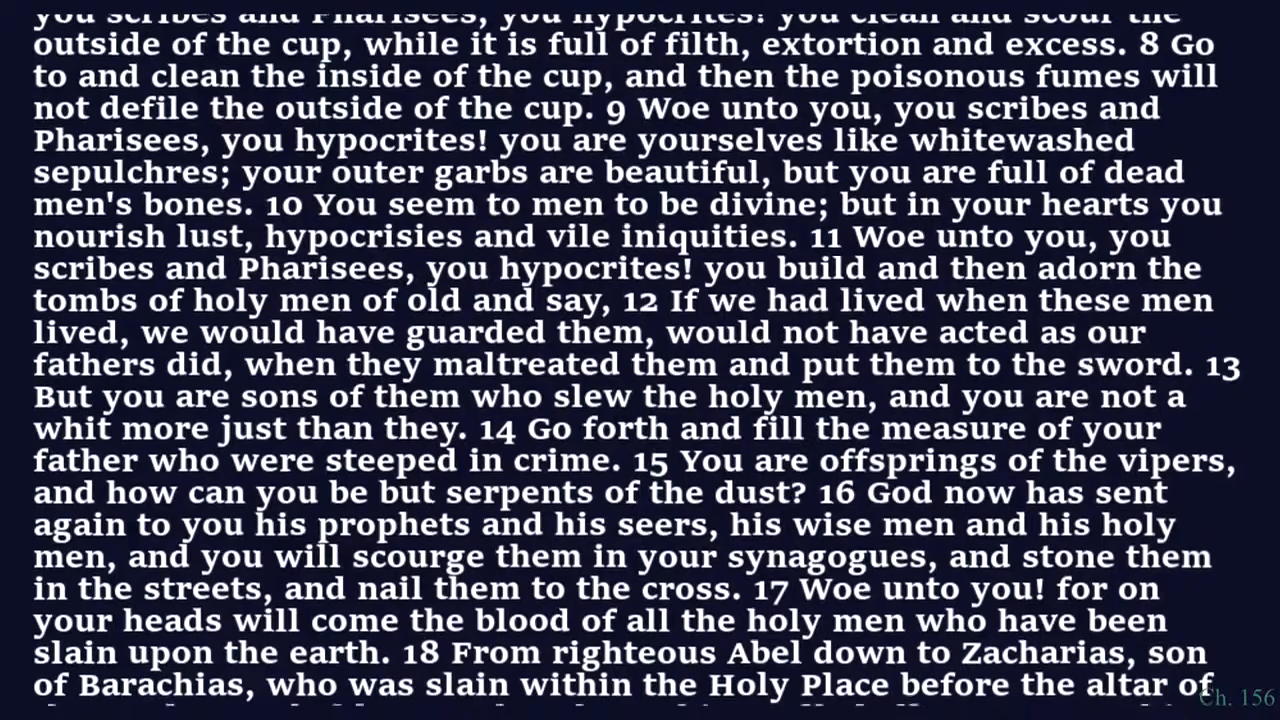 you scribes and Pharisees, you hypocrites! you clean and scour the
outside of the cup, while it is full of filth, extortion and excess. 8 Go
to and clean the inside of the cup, and then the poisonous fumes will
not defile the outside of the cup. 9 Woe unto you, you scribes and
Pharisees, you hypocrites! you are yourselves like whitewashed
sepulchres; your outer garbs are beautiful, but you are full of dead
men's bones. 10 You seem to men to be divine; but in your hearts you
nourish lust, hypocrisies and vile iniquities. 11 Woe unto you, you
scribes and Pharisees, you hypocrites! you build and then adorn the
tombs of holy men of old and say, 12 If we had lived when these men
lived, we would have guarded them, would not have acted as our
fathers did, when they maltreated them and put them to the sword. 13
But you are sons of them who slew the holy men, and you are not a
whit more just than they. 14 Go forth and fill the measure of your
father who were steeped in crime. 15 You are offsprings of the vipers,
and how can you be but serpents of the dust? 16 God now has sent
again to you his prophets and his seers, his wise men and his holy
men, and you will scourge them in your synagogues, and stone them
in the streets, and nail them to the cross. 17 Woe unto you! for on
your heads will come the blood of all the holy men who have been
slain upon the earth. 18 From righteous Abel down to Zacharias, son
of Barachias, who was slain within the Holy Place before the altar of
Ch. 156